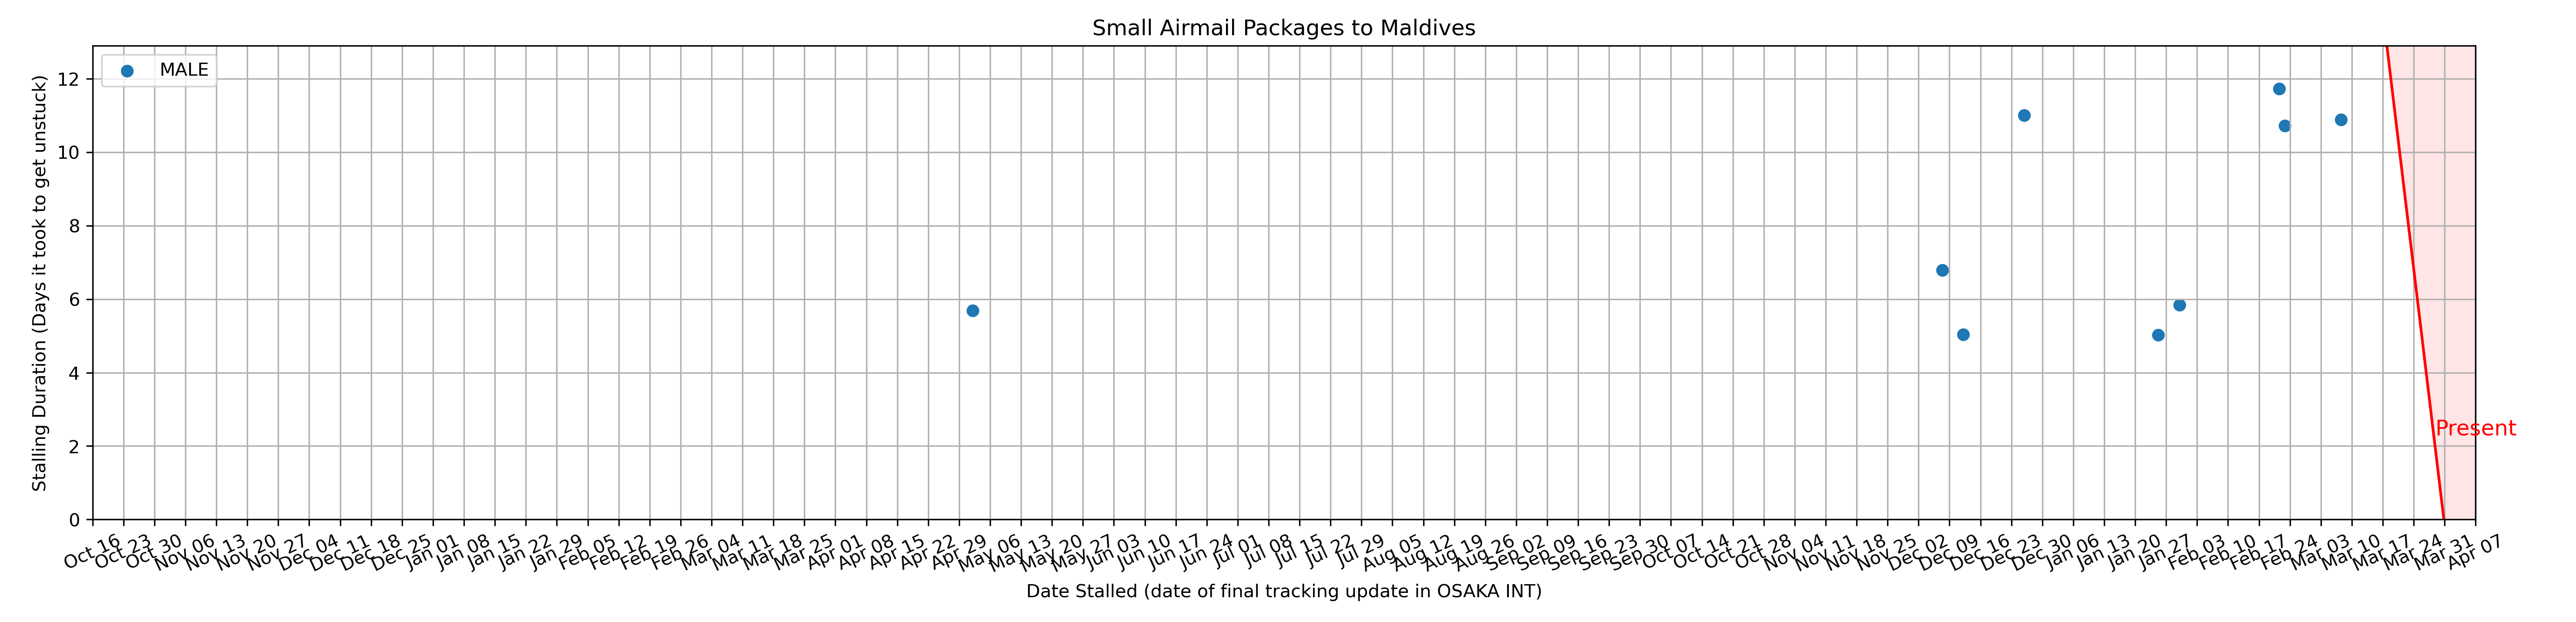 Small Airmail Packages to Maldives
MALE
Stalling Duration (Days it took to get unstuck)
12
10
8
6
4
2
0
Present
Oct 16
Oct 23
Oct 30
Nov 06
Nov 13
Nov 20
Nov 27
Dec 04
Dec 11
Dec 18
Dec 25
Jan 01
Jan 08
Jan 15
Jan 22
Jan 29
Feb 05
Feb 12
Feb 19
Feb 26
Mar 04
Mar 11
Mar 18
Mar 25
Apr 01
Apr 08
Apr 15
Apr 22
Apr 29
May 06
May 13
May 20
May 27
Jun 03
Jun 10
Jun 17
Jun 24
Jul 01
Jul 08
Jul 15
Jul 22
Jul 29
Aug 05
Aug 12
Aug 19
Aug 26
Sep 02
Sep 09
Sep 16
Sep 23
Sep 30
Oct 07
Oct 14
Oct 21
Oct 28
Nov 04
Nov 11
Nov 18
Nov 25
Dec 02
Dec 09
Dec 16
Dec 23
Dec 30
Jan 06
Jan 13
Jan 20
Jan 27
Feb 03
Feb 10
Feb 17
Feb 24
Mar 03
Mar 10
Mar 17
Mar 24
Mar 31
Apr 07
Date Stalled (date of final tracking update in OSAKA INT)